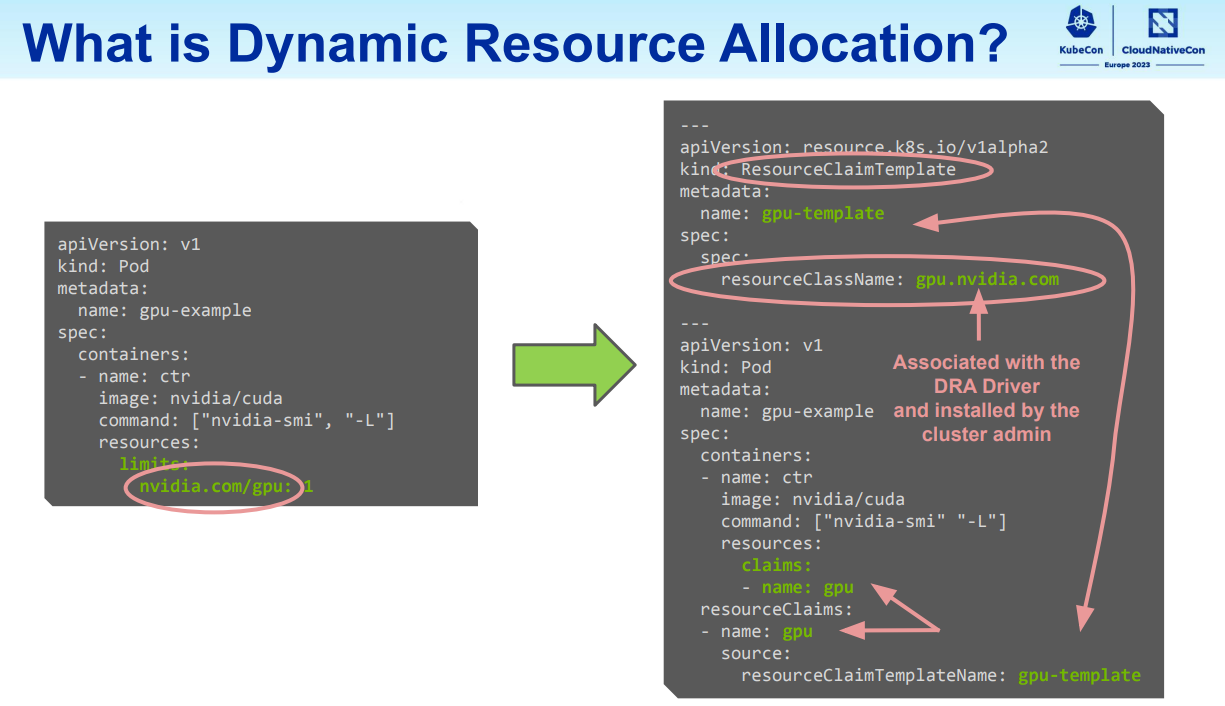 What is Dynamic Resource Allocation?
KubeCon
CloudNativeCon
Europe 2023
apiVersion: v1
kind: Pod
metadata:
  name: gpu-example
spec:
  containers:
  - name: ctr
    image: nvidia/cuda
    command: ["nvidia-smi", "-L"]
    resources:
      limits:
        nvidia.com/gpu: 1
---
apiVersion: resource.k8s.io/v1alpha2
kind: ResourceClaimTemplate
metadata:
  name: gpu-template
spec:
  spec:
    resourceClassName: gpu.nvidia.com
---
apiVersion: v1
kind: Pod
metadata:
  name: gpu-example
spec:
  containers:
  - name: ctr
    image: nvidia/cuda
    command: ["nvidia-smi" "-L"]
    resources:
      claims:
      - name: gpu
  resourceClaims:
  - name: gpu
    source:
      resourceClaimTemplateName: gpu-template
Associated with the
DRA Driver
and installed by the
cluster admin